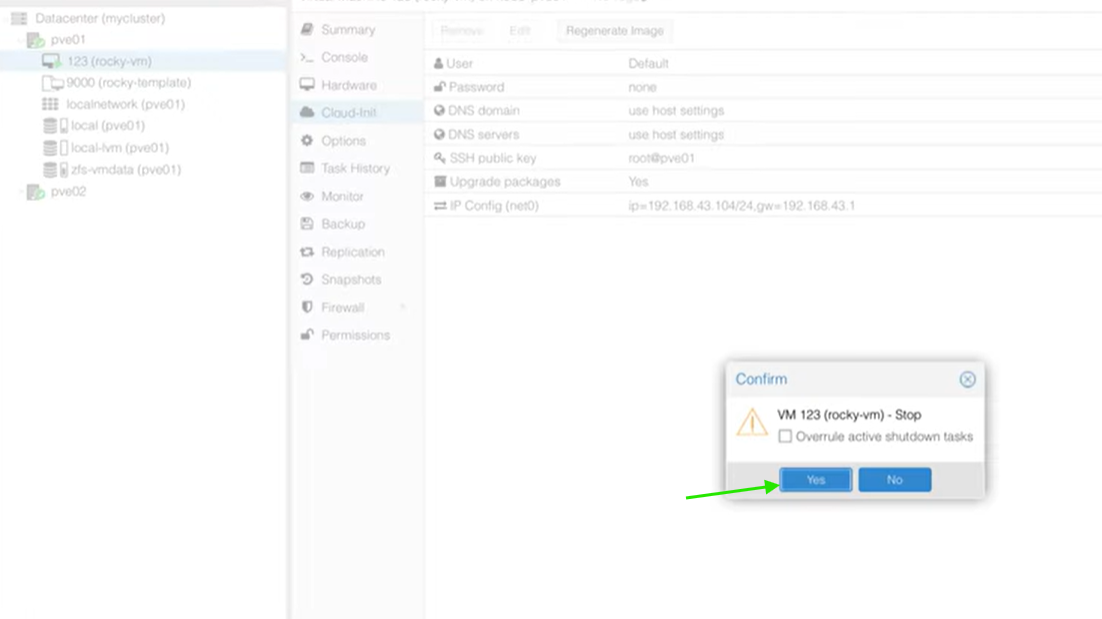 Datacenter (mycluster)
pve01
123 (rocky-vm)
9000 (rocky-template)
localnetwork (pve01)
local (pve01)
local-lvm (pve01)
zfs-vmdata (pve01)
pve02
Summary
Console
Hardware
Cloud-Init
Options
Task History
Monitor
Backup
Replication
Snapshots
Firewall
Permissions
Remove Edit Regenerate Image
User Default
Password none
DNS domain use host settings
DNS servers use host settings
SSH public key root@pve01
Upgrade packages Yes
IP Config (net0) ip=192.168.43.104/24,gw=192.168.43.1
Confirm
VM 123 (rocky-vm) - Stop
Overrule active shutdown tasks
Yes No